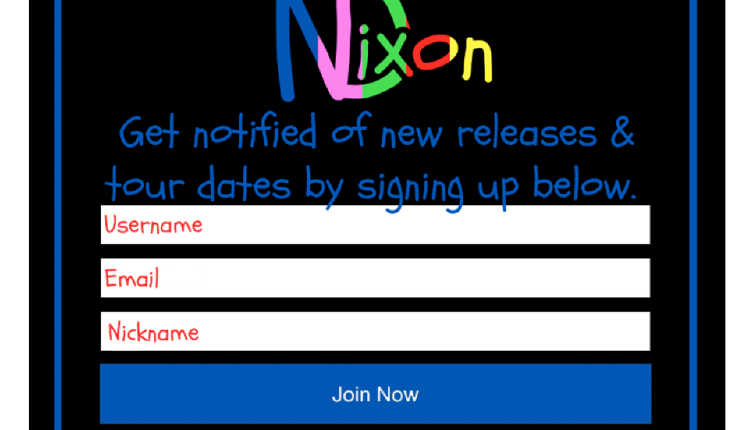 Nixon
Get notified of new releases &
tour dates by signing up below.
Username
Email
Nickname
Join Now